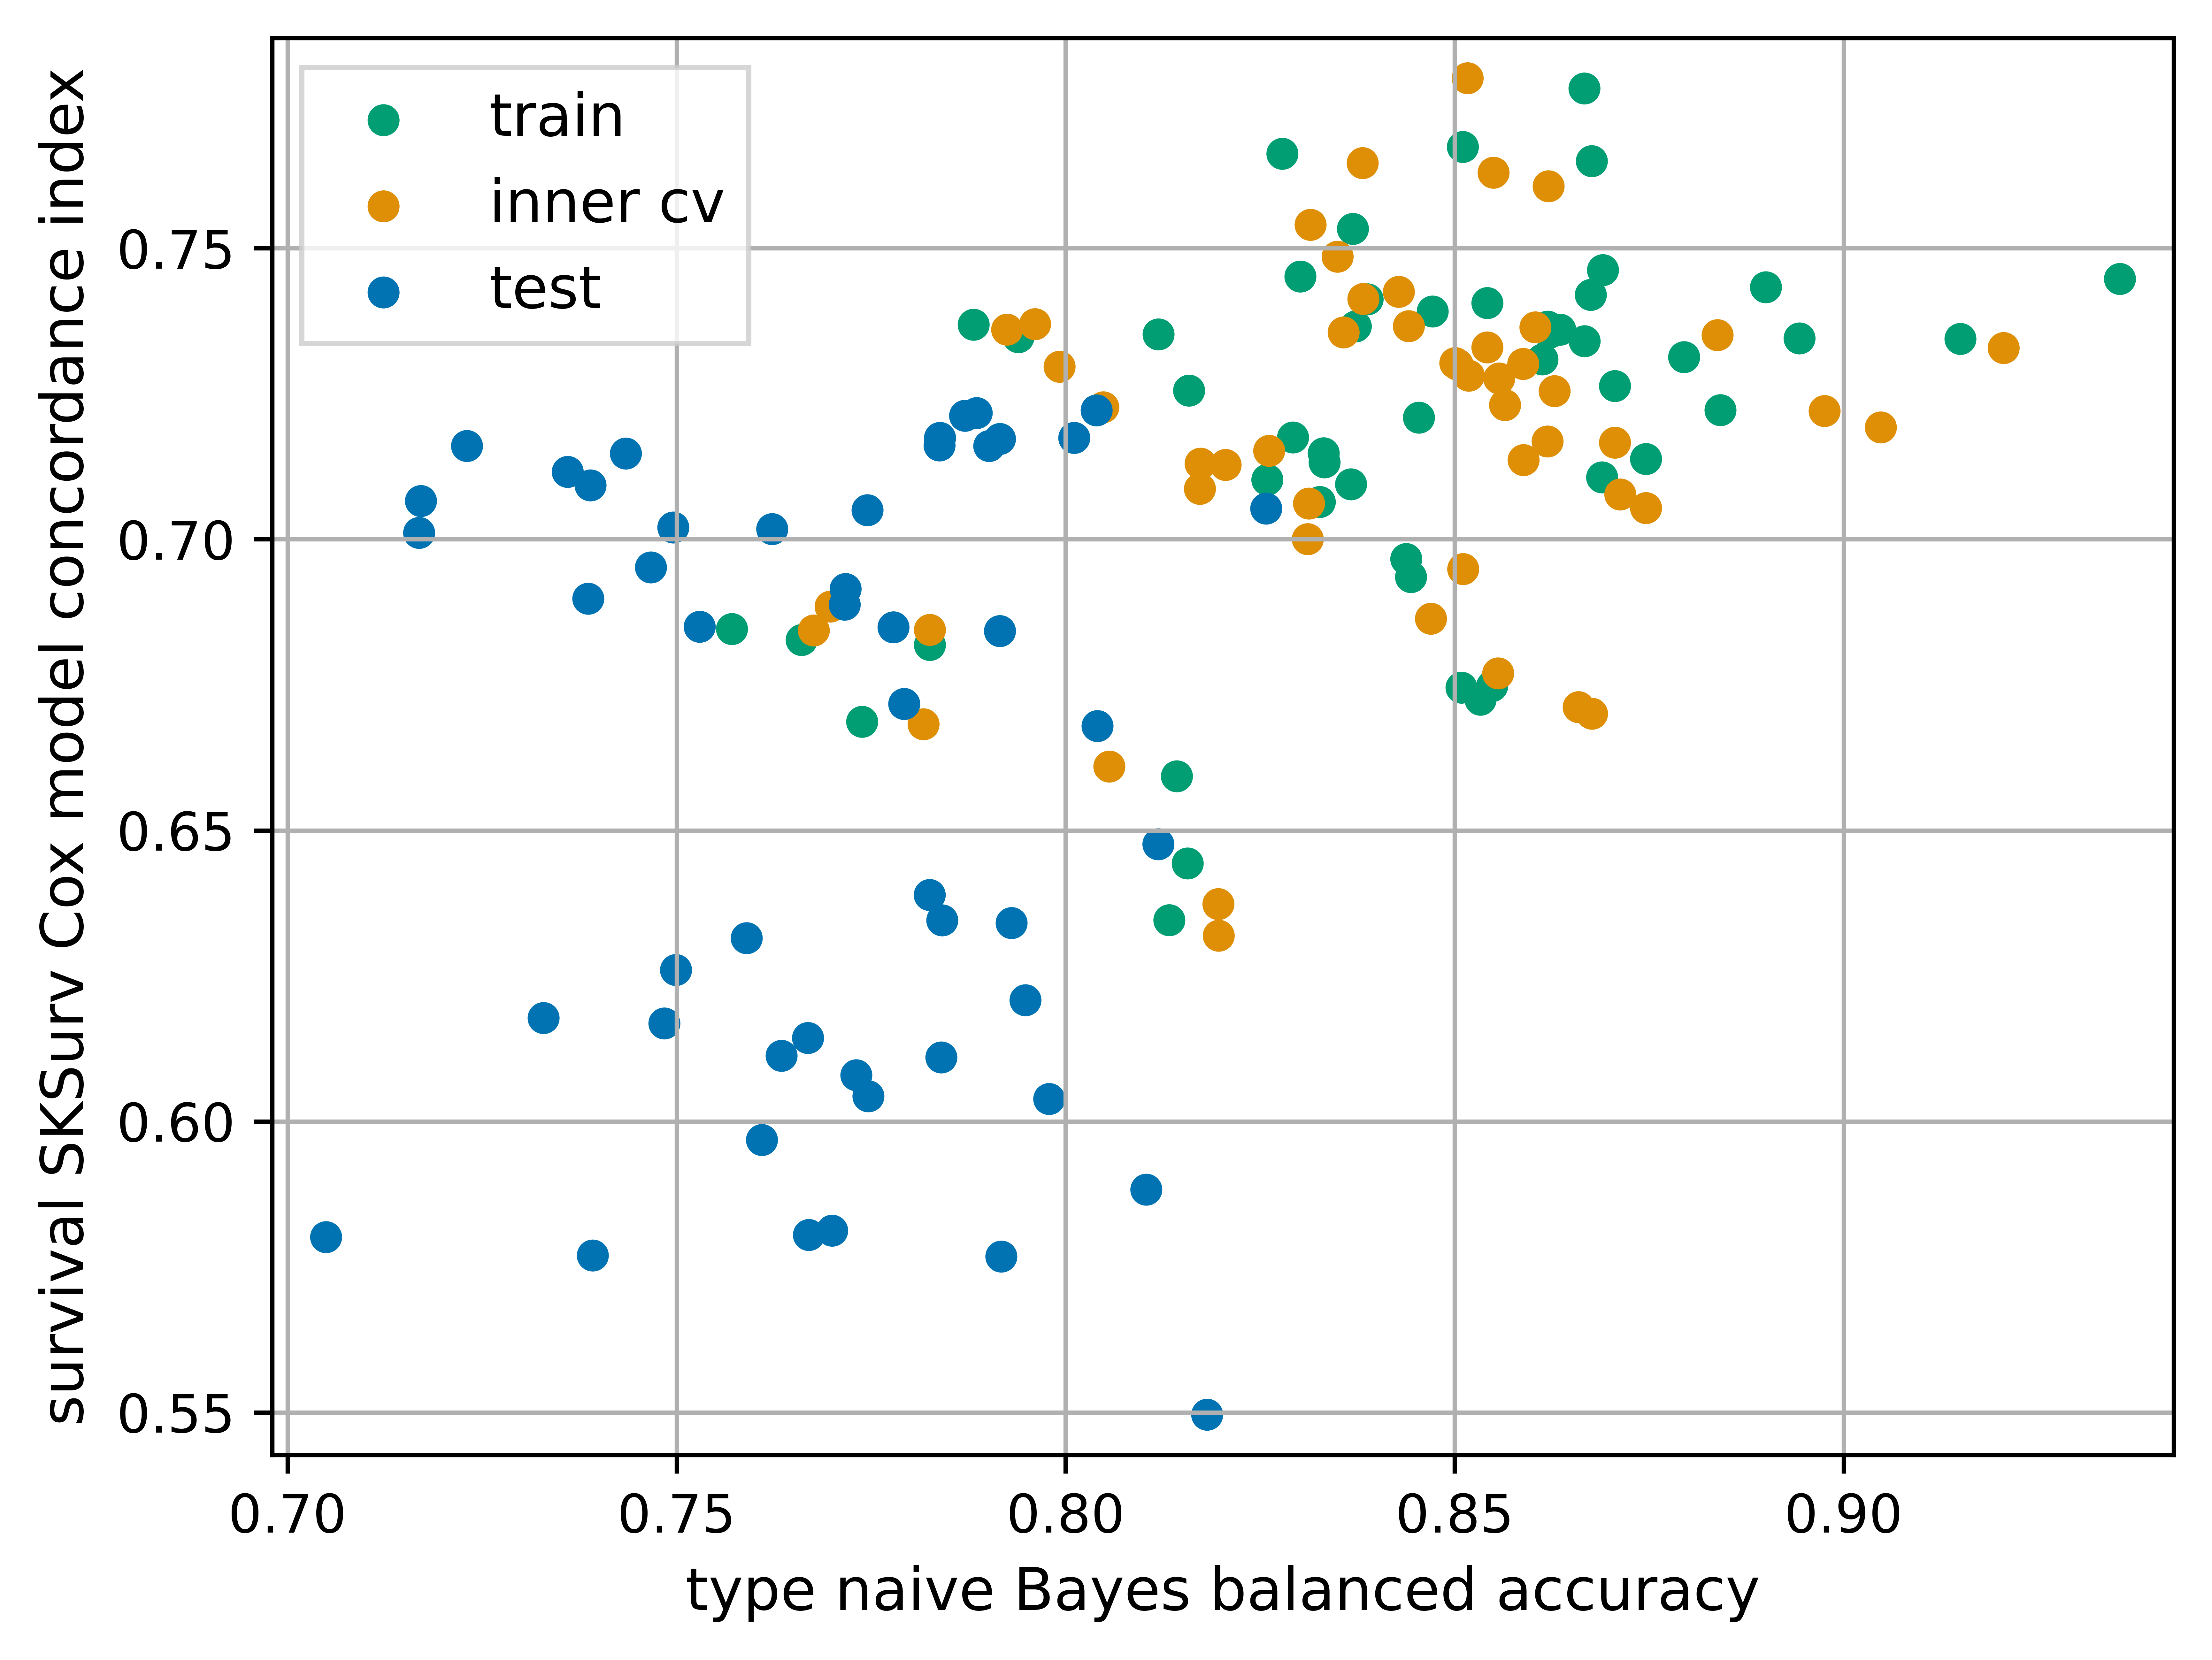 train
inner cv
test
survival SKSurv Cox model concordance index
0.75
0.70
0.65
0.60
0.55
0.70 0.75 0.80 0.85 0.90
type naive Bayes balanced accuracy